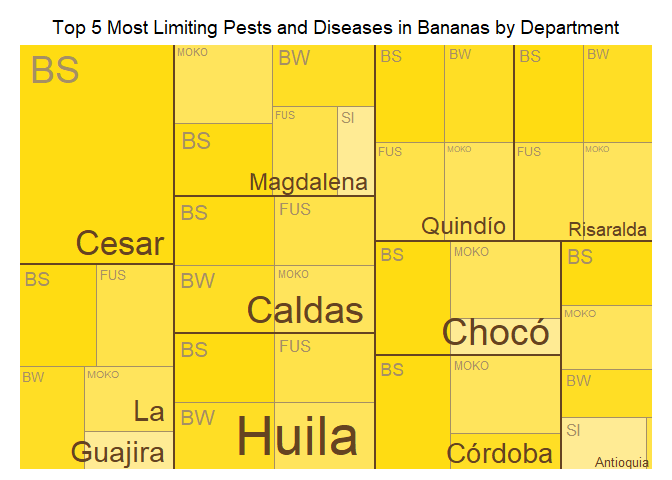 Top 5 Most Limiting Pests and Diseases in Bananas by Department
BS
Cesar
MOKO
BW
BS
FUS
SI
Magdalena
BS
BW
FUS
MOKO
Quindío
BS
BW
FUS
MOKO
Risaralda
BS
FUS
BW
MOKO
La
Guajira
BS
FUS
BW
MOKO
Caldas
BS
FUS
BW
Huila
BS
MOKO
Chocó
BS
MOKO
Córdoba
BS
MOKO
BW
SI
Antioquia